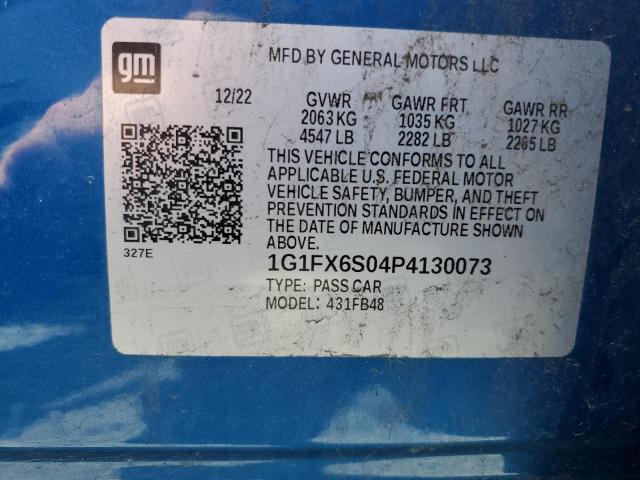 gm
MFD BY GENERAL MOTORS LLC
12/22 GVWR GAWR FRT GAWR RR
2063 KG 1035 KG 1027 KG
4547 LB 2282 LB 2265 LB
THIS VEHICLE CONFORMS TO ALL
APPLICABLE U.S. FEDERAL MOTOR
VEHICLE SAFETY, BUMPER, AND THEFT
PREVENTION STANDARDS IN EFFECT ON
THE DATE OF MANUFACTURE SHOWN
ABOVE.
327E
1G1FX6S04P4130073
TYPE: PASS CAR
MODEL: 431FB48